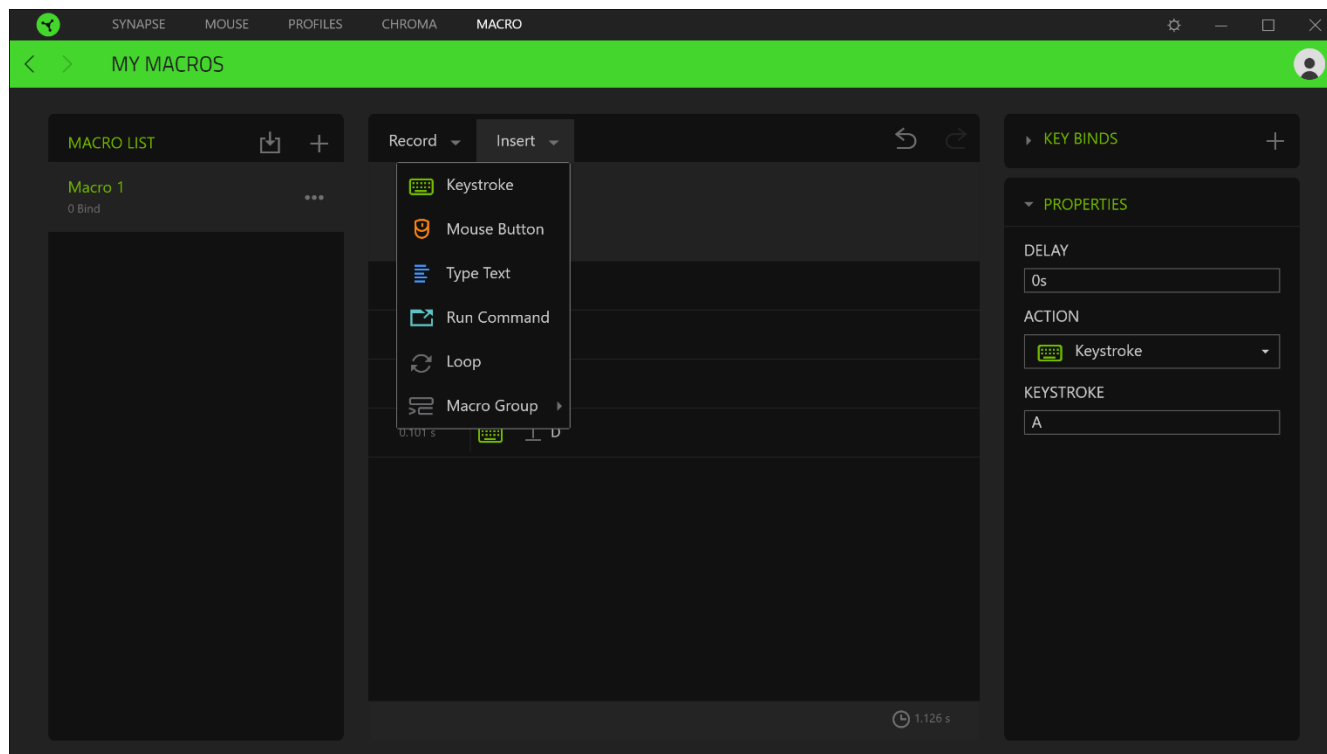 SYNAPSE MOUSE PROFILES CHROMA MACRO
MY MACROS
MACRO LIST
Macro 1
0 Bind
Record Insert
Keystroke
Mouse Button
Type Text
Run Command
Loop
Macro Group
0.101 s D
1.126 s
KEY BINDS
PROPERTIES
DELAY
0s
ACTION
Keystroke
KEYSTROKE
A